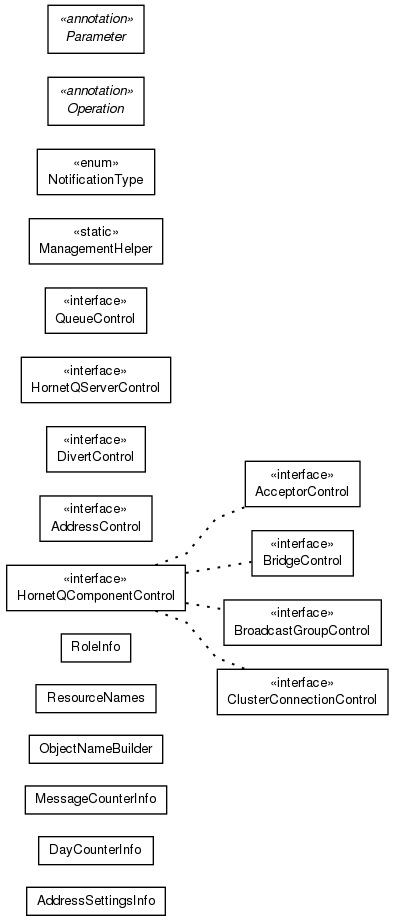 «annotation»
Parameter
«annotation»
Operation
«enum»
NotificationType
«static»
ManagementHelper
«interface»
QueueControl
«interface»
HornetQServerControl
«interface»
DivertControl
«interface»
AddressControl
«interface»
HornetQComponentControl
RoleInfo
ResourceNames
ObjectNameBuilder
MessageCounterInfo
DayCounterInfo
AddressSettingsInfo
«interface»
AcceptorControl
«interface»
BridgeControl
«interface»
BroadcastGroupControl
«interface»
ClusterConnectionControl